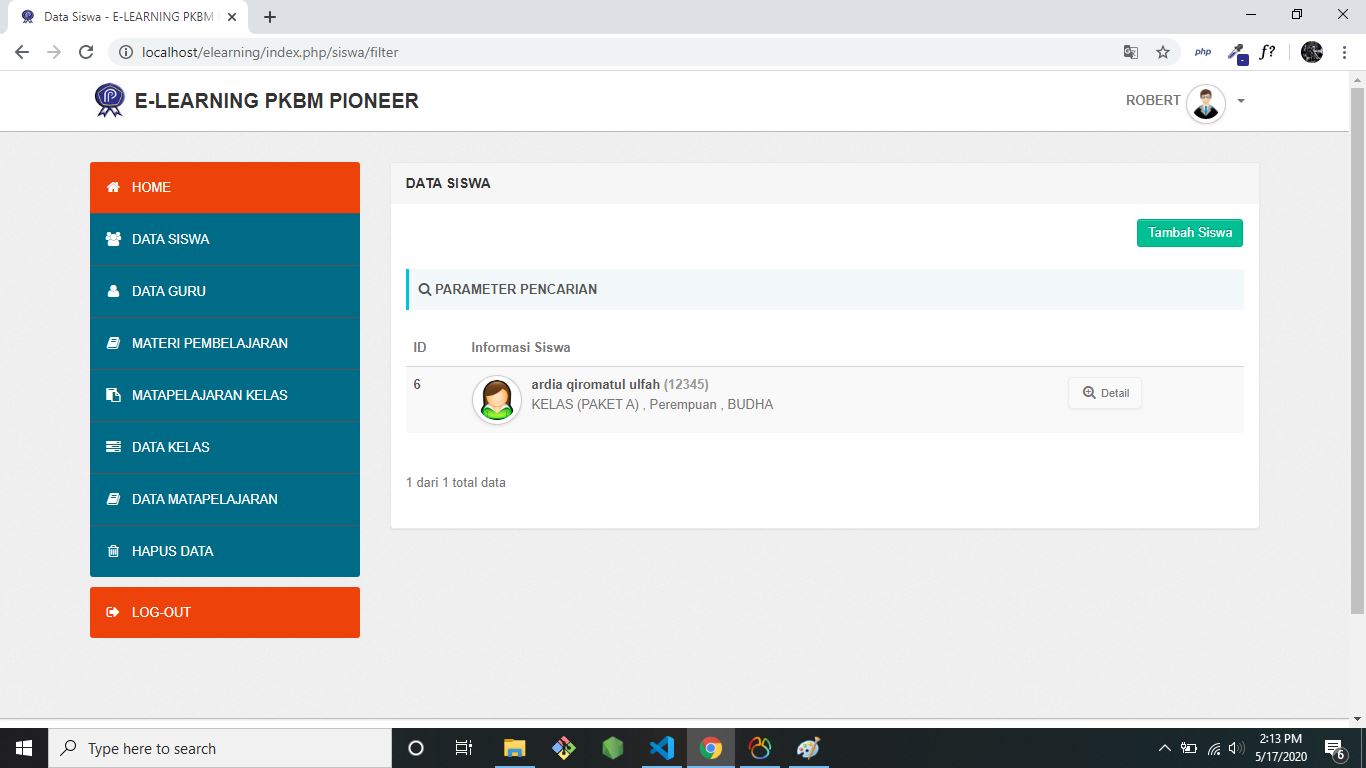 Data Siswa - E-LEARNING PKBM
localhost/elearning/index.php/siswa/filter
php
f?
E-LEARNING PKBM PIONEER
ROBERT
HOME
DATA SISWA
DATA GURU
MATERI PEMBELAJARAN
MATAPELAJARAN KELAS
DATA KELAS
DATA MATAPELAJARAN
HAPUS DATA
LOG-OUT
DATA SISWA
Tambah Siswa
PARAMETER PENCARIAN
ID Informasi Siswa
6 ardia qiromatul ulfah (12345)
KELAS (PAKET A) , Perempuan , BUDHA
Detail
1 dari 1 total data
Type here to search
2:13 PM
5/17/2020
6